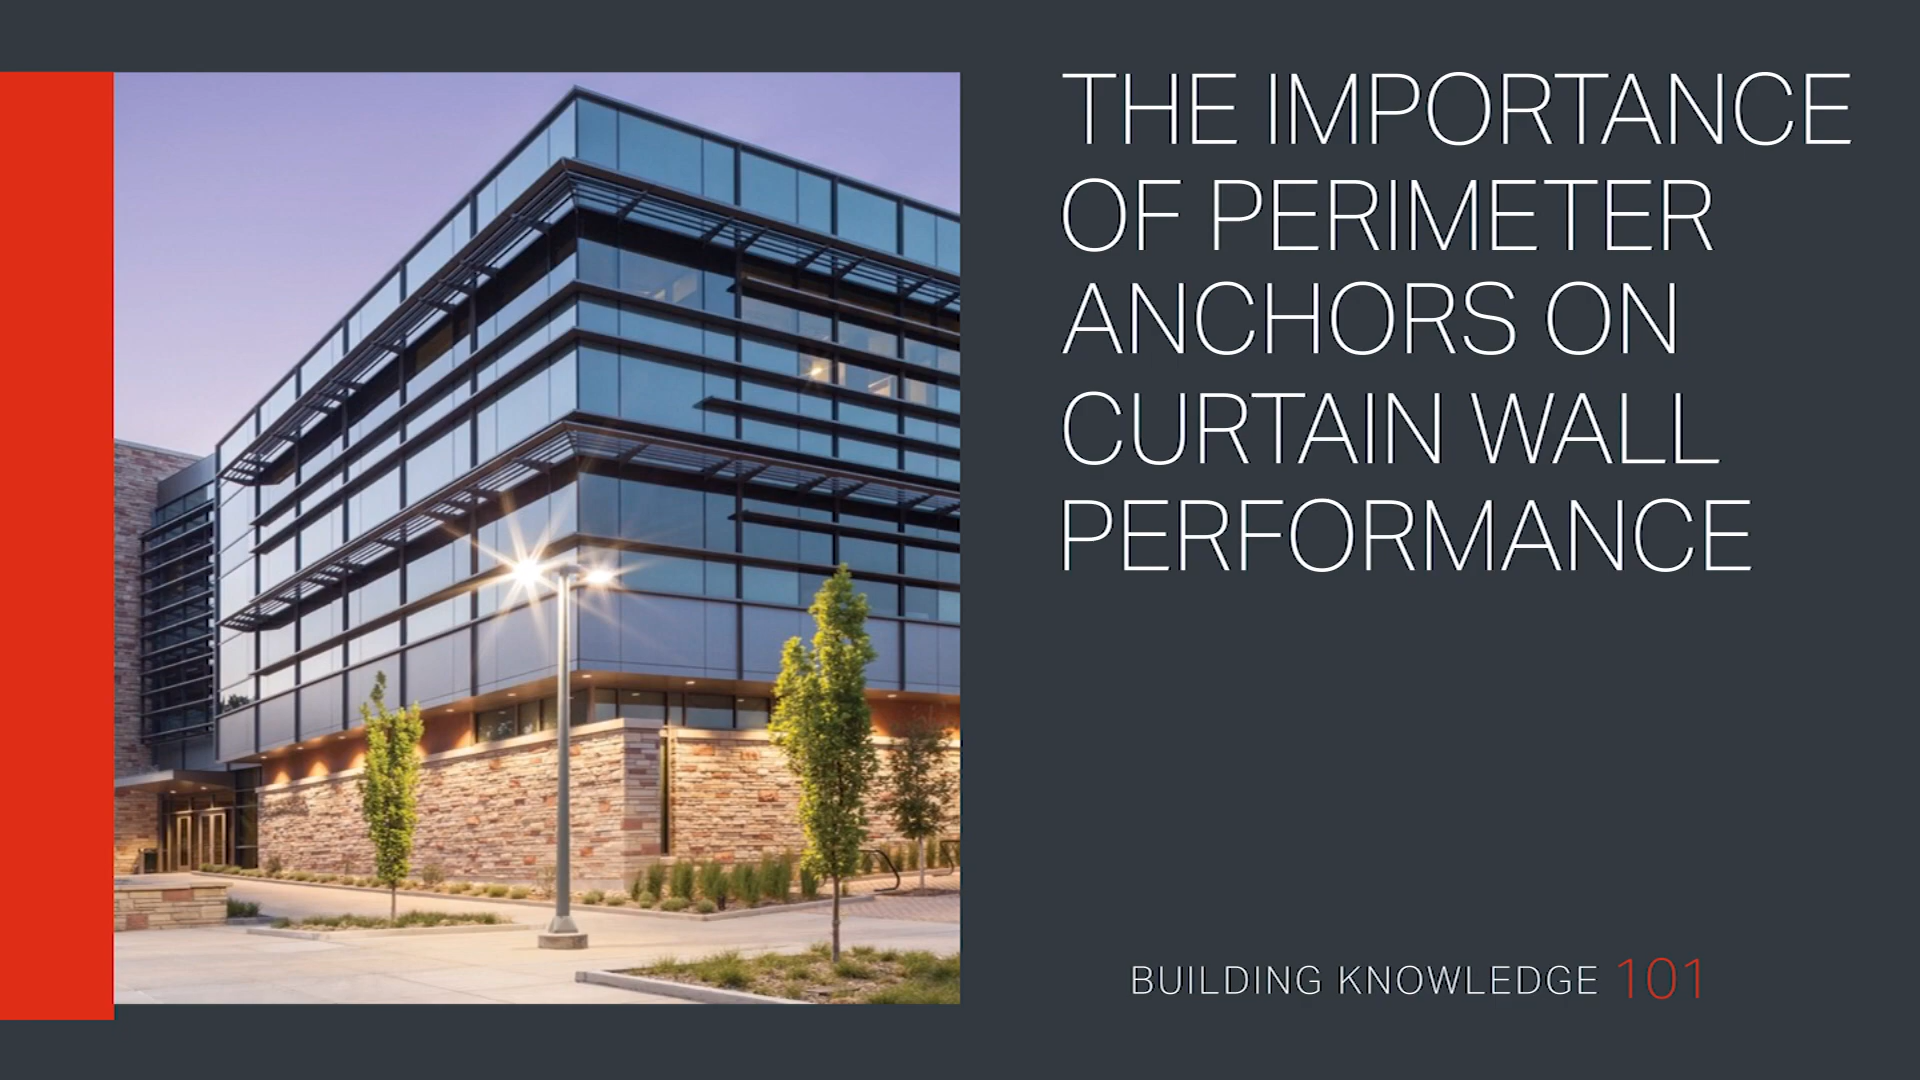 THE IMPORTANCE
OF PERIMETER
ANCHORS ON
CURTAIN WALL
PERFORMANCE
BUILDING KNOWLEDGE 101